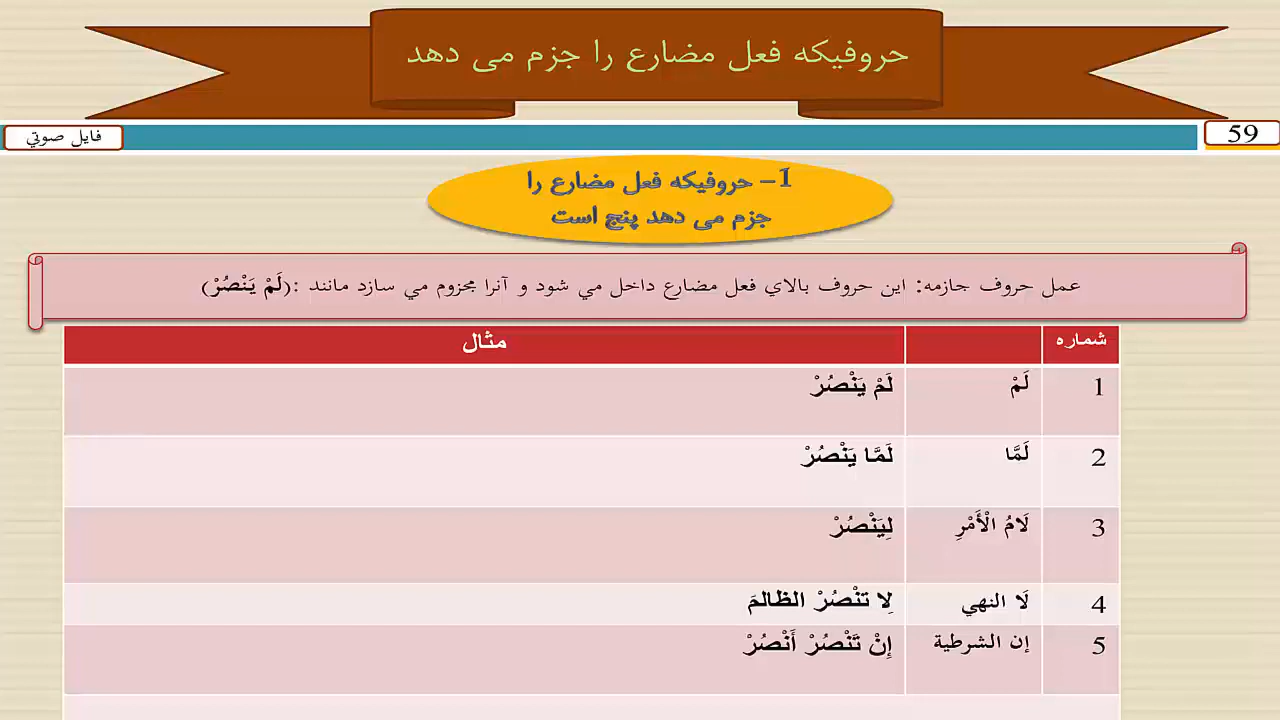 حروفیکه فعل مضارع را جزم می دهد
59
فايل صوتي
1- حروفیکه فعل مضارع را
جزم می دهد پنج است
عمل حروف جازمه: اين حروف بالاي فعل مضارع داخل مي شود و آنرا مجزوم مي سازد مانند :(لَمْ يَنْصُرْ)
شماره مثال
1 لَمْ لَمْ يَنْصُرْ
2 لَمَّا لَمَّا يَنْصُرْ
3 لَامُ الْأَمْرِ لِيَنْصُرْ
4 لَا النهي لِا تَنْصُرْ الظالمَ
5 إن الشرطية إِنْ تَنْصُرْ أَنْصُرْ